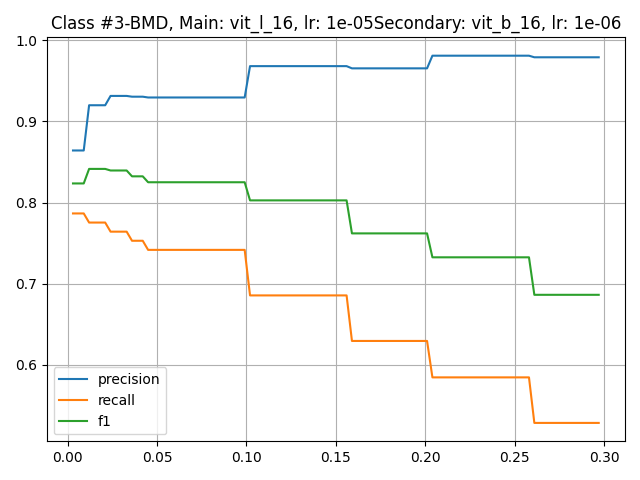 Class #3-BMD, Main: vit_l_16, lr: 1e-05Secondary: vit_b_16, lr: 1e-06
1.0
0.9
0.8
0.7
0.6
precision
recall
f1
0.00 0.05 0.10 0.15 0.20 0.25 0.30